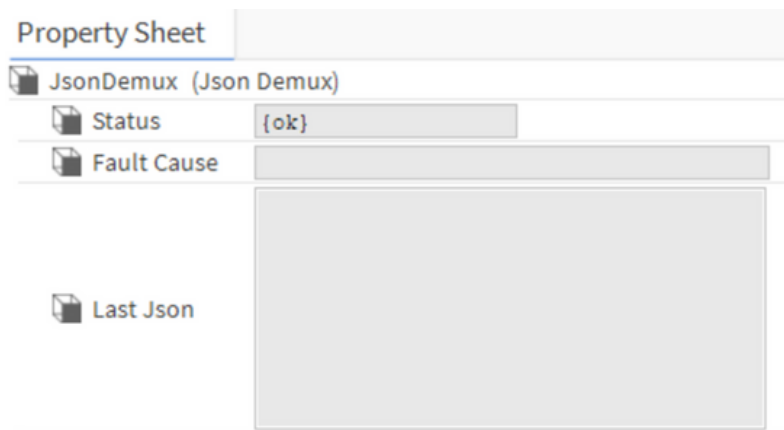 Property Sheet
JsonDemux (Json Demux)
Status {ok}
Fault Cause
Last Json